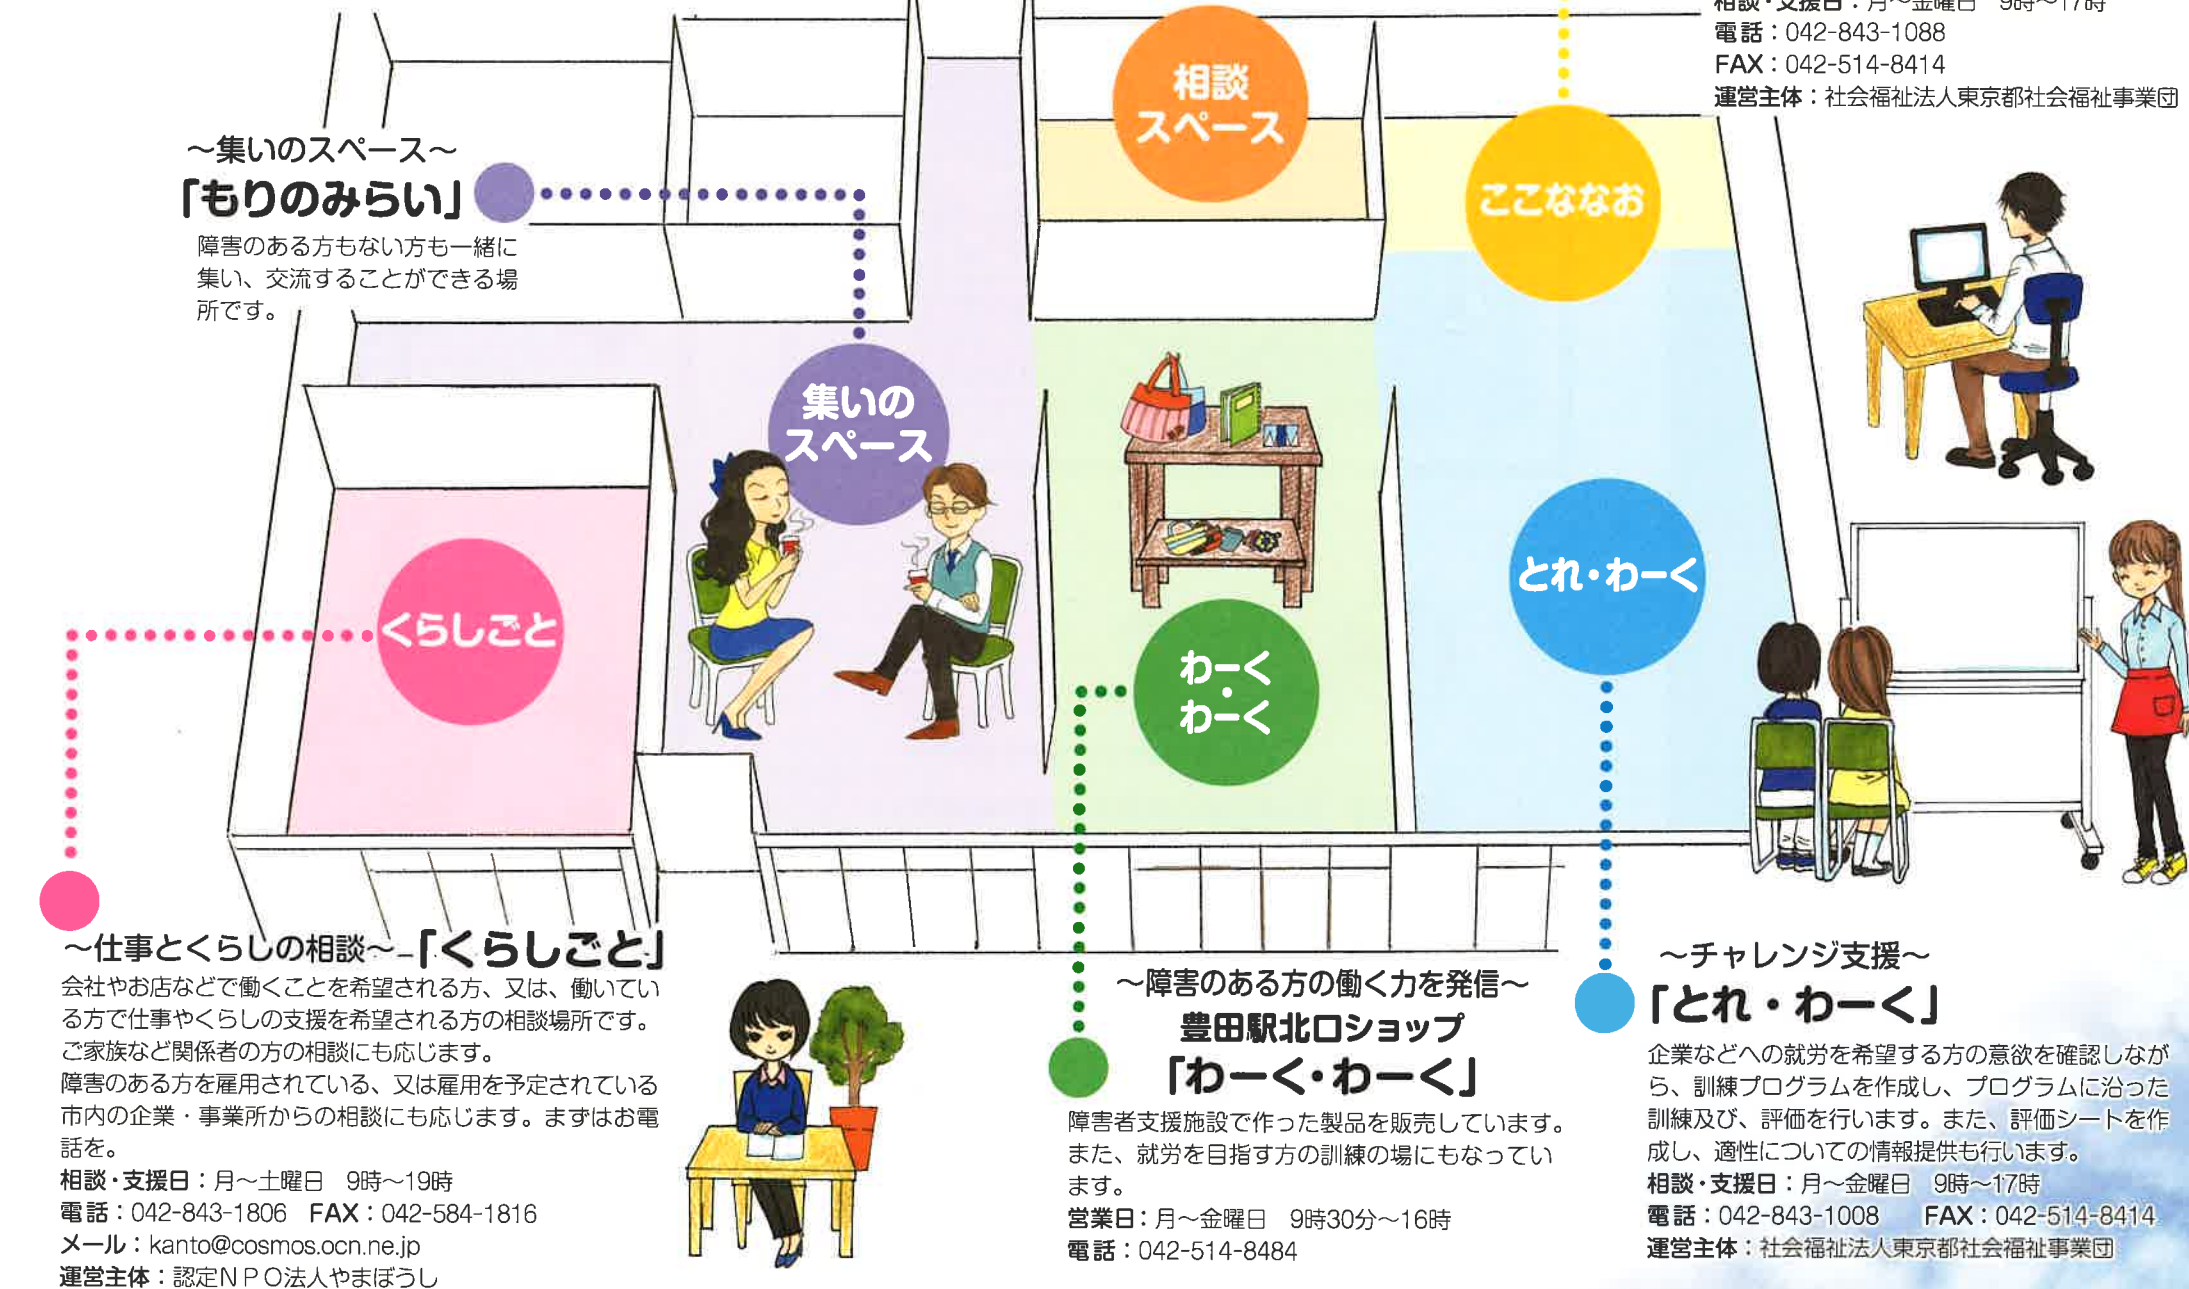 相談・支援日：月～金曜日　9時～17時
電話：042-843-1088
FAX：042-514-8414
運営主体：社会福祉法人東京都社会福祉事業団
相談
スペース
ここななお
～集いのスペース～
「もりのみらい」
障害のある方もない方も一緒に
集い、交流することができる場
所です。
集いの
スペース
くらしごと
わーく
・
わーく
とれ・わーく
～仕事とくらしの相談～「くらしごと」
会社やお店などで働くことを希望される方、又は、働いてい
る方で仕事やくらしの支援を希望される方の相談場所です。
ご家族など関係者の方の相談にも応じます。
障害のある方を雇用されている、又は雇用を予定されている
市内の企業・事業所からの相談にも応じます。まずはお電
話を。
相談・支援日：月～土曜日　9時～19時
電話：042-843-1806　FAX：042-584-1816
メール：kanto@cosmos.ocn.ne.jp
運営主体：認定ＮＰＯ法人やまぼうし
～障害のある方の働く力を発信～
豊田駅北口ショップ
「わーく・わーく」
障害者支援施設で作った製品を販売しています。
また、就労を目指す方の訓練の場にもなってい
ます。
営業日：月～金曜日　9時30分～16時
電話：042-514-8484
～チャレンジ支援～
「とれ・わーく」
企業などへの就労を希望する方の意欲を確認しなが
ら、訓練プログラムを作成し、プログラムに沿った
訓練及び、評価を行います。また、評価シートを作
成し、適性についての情報提供も行います。
相談・支援日：月～金曜日　9時～17時
電話：042-843-1008　FAX：042-514-8414
運営主体：社会福祉法人東京都社会福祉事業団